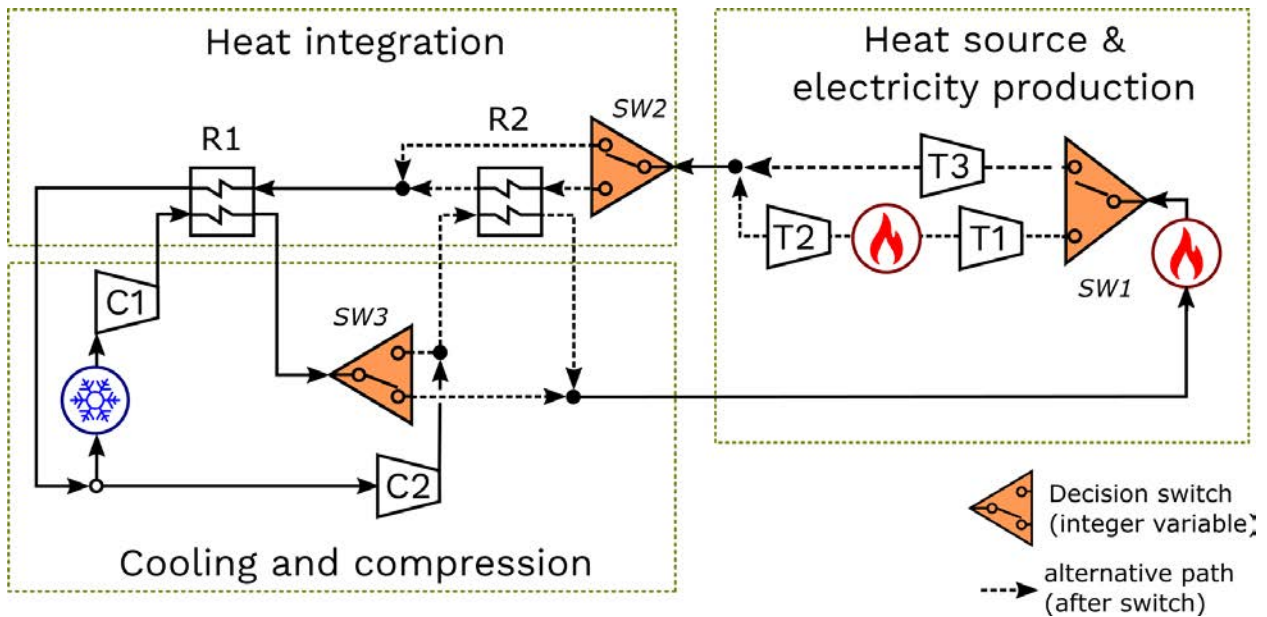 Heat integration
Heat source &
electricity production
SW2
R2
R1
T3
T2
T1
SW1
C1
SW3
C2
Cooling and compression
Decision switch
(integer variable)
alternative path
(after switch)